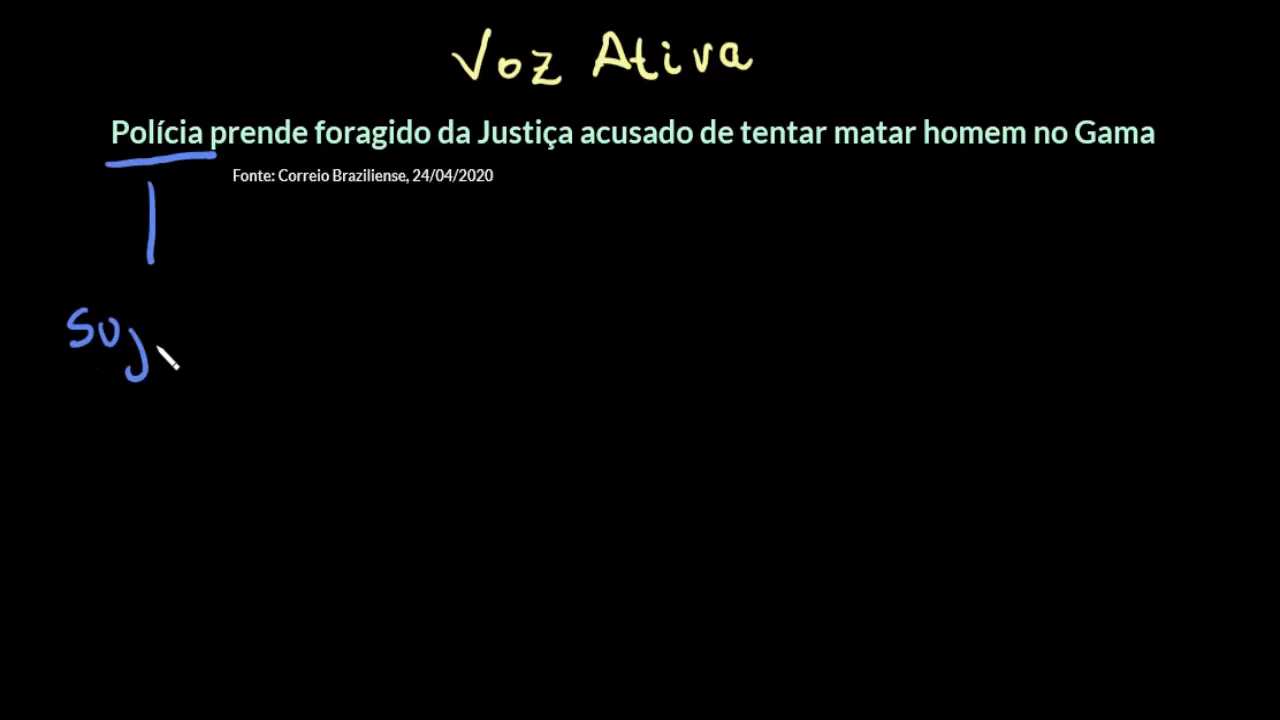 Voz Ativa
Polícia prende foragido da Justiça acusado de tentar matar homem no Gama
Fonte: Correio Braziliense, 24/04/2020
Suj